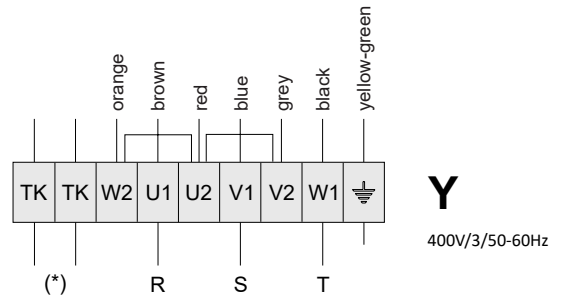 orange brown red blue grey black yellow-green
TK TK W2 U1 U2 V1 V2 W1
Y
400V/3/50-60Hz
(*) R S T